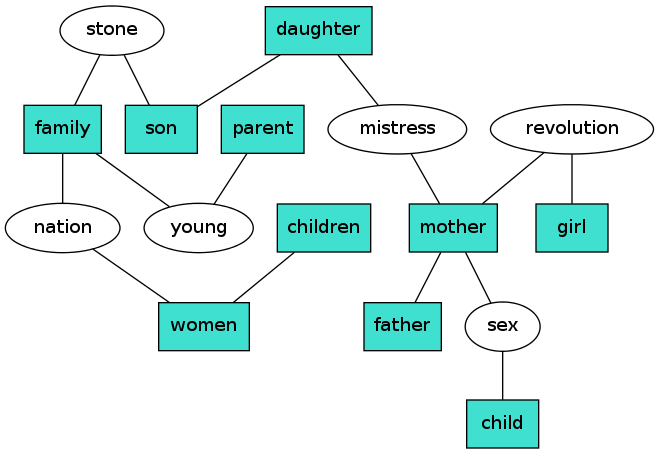 stone
daughter
family
son
parent
mistress
revolution
nation
young
children
mother
girl
women
father
sex
child